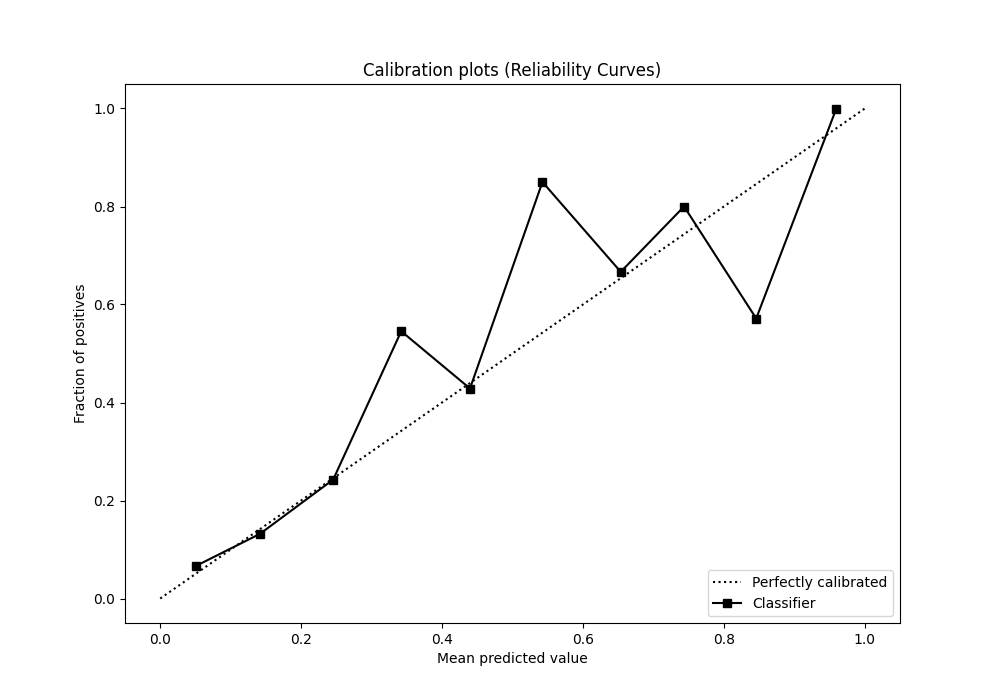 Calibration plots (Reliability Curves)
1.0
0.8
0.6
0.4
0.2
0.0
Fraction of positives
0.0 0.2 0.4 0.6 0.8 1.0
Mean predicted value
Perfectly calibrated
Classifier